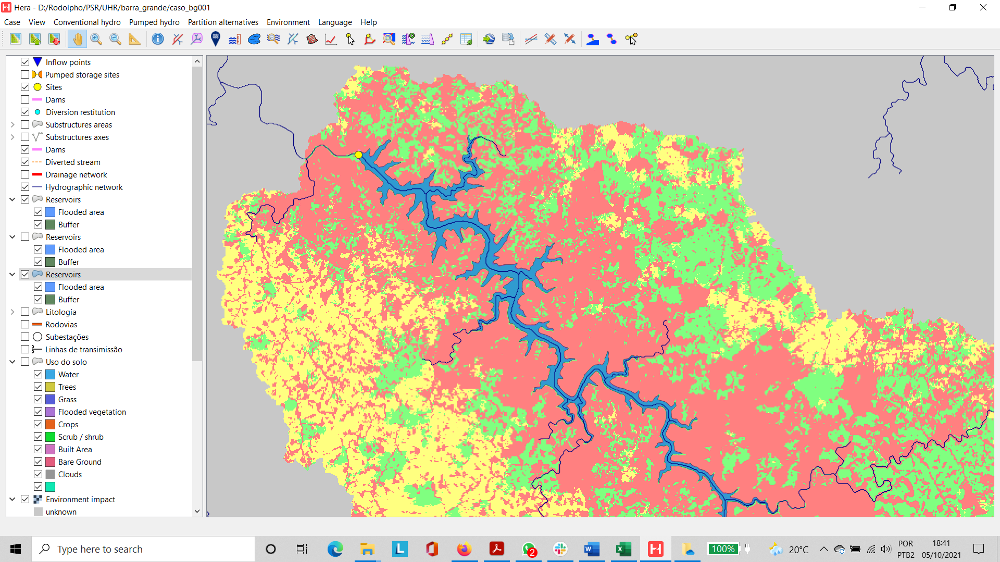 Hera - D:/Rodolpho/PSR/UHR/barra_grande/caso_bg001
Case View Conventional hydro Pumped hydro Partition alternatives Environment Language Help
Inflow points
Pumped storage sites
Sites
Dams
Diversion restitution
Substructures areas
Substructures axes
Dams
Diverted stream
Drainage network
Hydrographic network
Reservoirs
Flooded area
Buffer
Reservoirs
Flooded area
Buffer
Reservoirs
Flooded area
Buffer
Litologia
Rodovias
Subestações
Linhas de transmissão
Uso do solo
Water
Trees
Grass
Flooded vegetation
Crops
Scrub / shrub
Built Area
Bare Ground
Clouds
Environment impact
unknown
Type here to search
2
100%
20°C
POR
PTB2
18:41
05/10/2021